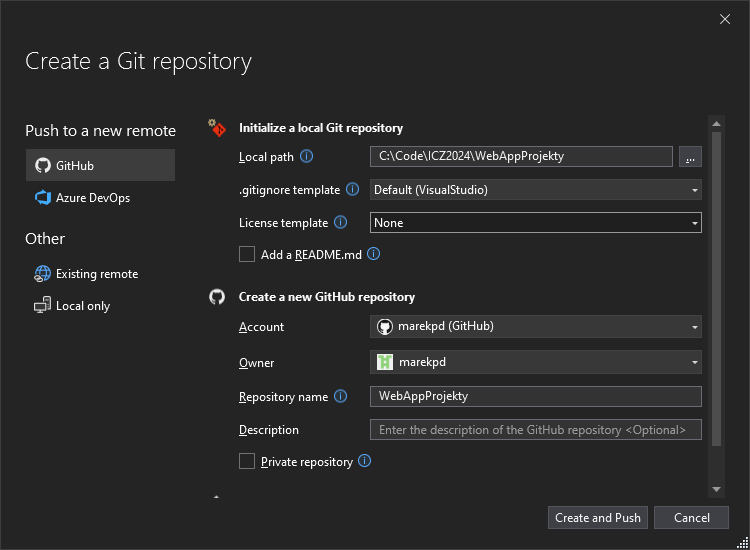 Create a Git repository
Push to a new remote
GitHub
Azure DevOps
Other
Existing remote
Local only
Initialize a local Git repository
Local path C:\Code\ICZ2024\WebAppProjekty ...
.gitignore template Default (VisualStudio)
License template None
Add a README.md
Create a new GitHub repository
Account marekpd (GitHub)
Owner marekpd
Repository name WebAppProjekty
Description Enter the description of the GitHub repository <Optional>
Private repository
Create and Push Cancel